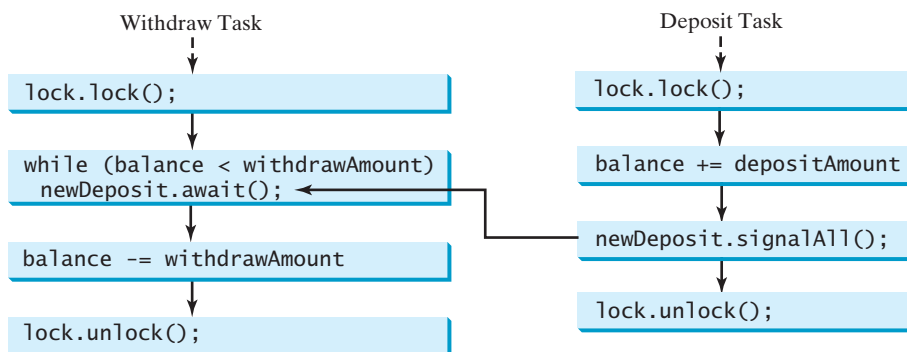 Withdraw Task
lock.lock();
while (balance < withdrawAmount)
newDeposit.await();
balance -= withdrawAmount
lock.unlock();
Deposit Task
lock.lock();
balance += depositAmount
newDeposit.signalAll();
lock.unlock();